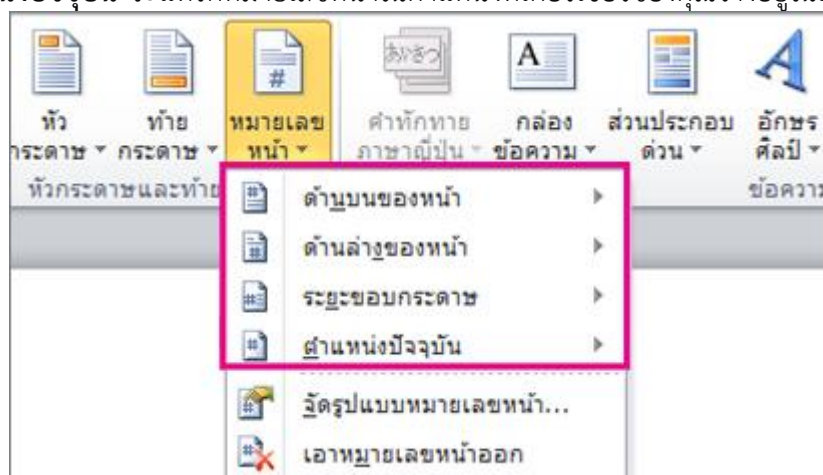 หัว
กระดาษ
ท้าย
กระดาษ
#
หมายเลข
หน้า
คำทักทาย
ภาษาญี่ปุ่น
A
กล่อง
ข้อความ
ส่วนประกอบ
ด่วน
A
อักษร
ศิลป์
หัวกระดาษและท้าย
ข้อความ
ด้านบนของหน้า
ด้านล่างของหน้า
ระยะขอบกระดาษ
ตำแหน่งปัจจุบัน
จัดรูปแบบหมายเลขหน้า...
เอาหมายเลขหน้าออก